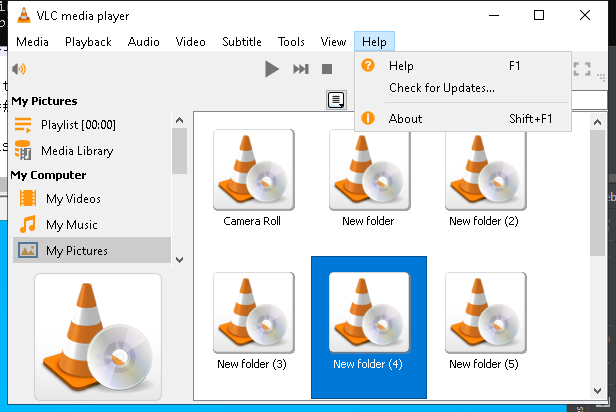 VLC media player
Media Playback Audio Video Subtitle Tools View Help
Help F1
Check for Updates...
About Shift+F1
My Pictures
Playlist [00:00]
Media Library
My Computer
My Videos
My Music
My Pictures
Camera Roll New folder New folder (2)
New folder (3) New folder (4) New folder (5)